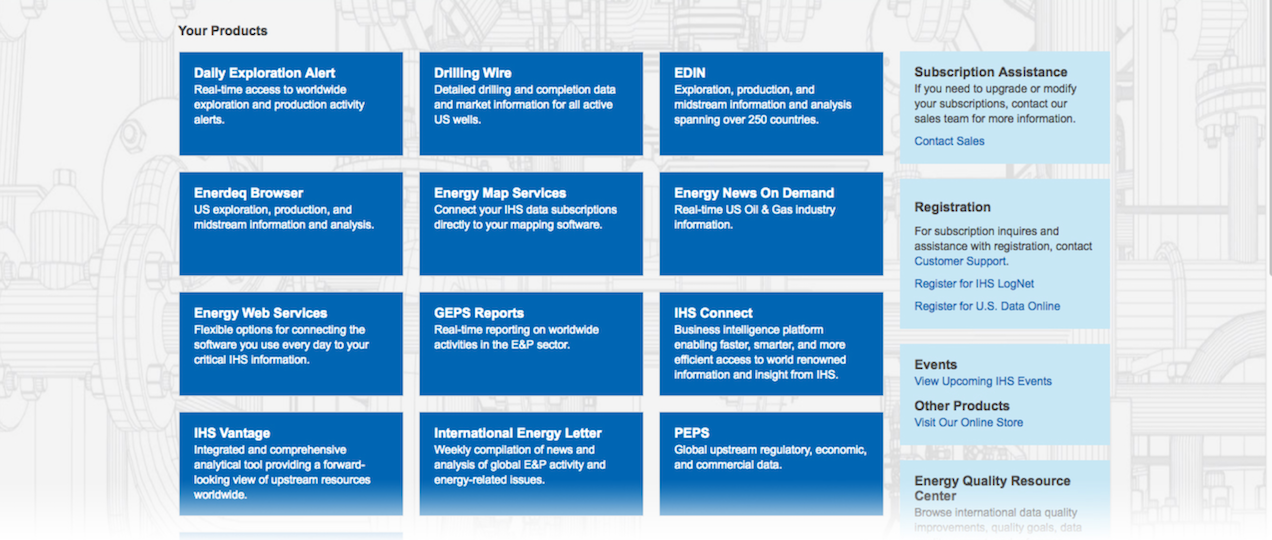 Your Products
Daily Exploration Alert
Real-time access to worldwide
exploration and production activity
alerts.
Drilling Wire
Detailed drilling and completion data
and market information for all active
US wells.
EDIN
Exploration, production, and
midstream information and analysis
spanning over 250 countries.
Enerdeq Browser
US exploration, production, and
midstream information and analysis.
Energy Map Services
Connect your IHS data subscriptions
directly to your mapping software.
Energy News On Demand
Real-time US Oil & Gas industry
information.
Energy Web Services
Flexible options for connecting the
software you use every day to your
critical IHS information.
GEPS Reports
Real-time reporting on worldwide
activities in the E&P sector.
IHS Connect
Business intelligence platform
enabling faster, smarter, and more
efficient access to world renowned
information and insight from IHS.
IHS Vantage
Integrated and comprehensive
analytical tool providing a forward-
looking view of upstream resources
worldwide.
International Energy Letter
Weekly compilation of news and
analysis of global E&P activity and
energy-related issues.
PEPS
Global upstream regulatory, economic,
and commercial data.
Subscription Assistance
If you need to upgrade or modify
your subscriptions, contact our
sales team for more information.
Contact Sales
Registration
For subscription inquires and
assistance with registration, contact
Customer Support.
Register for IHS LogNet
Register for U.S. Data Online
Events
View Upcoming IHS Events
Other Products
Visit Our Online Store
Energy Quality Resource
Center
Browse international data quality
improvements, quality goals, data